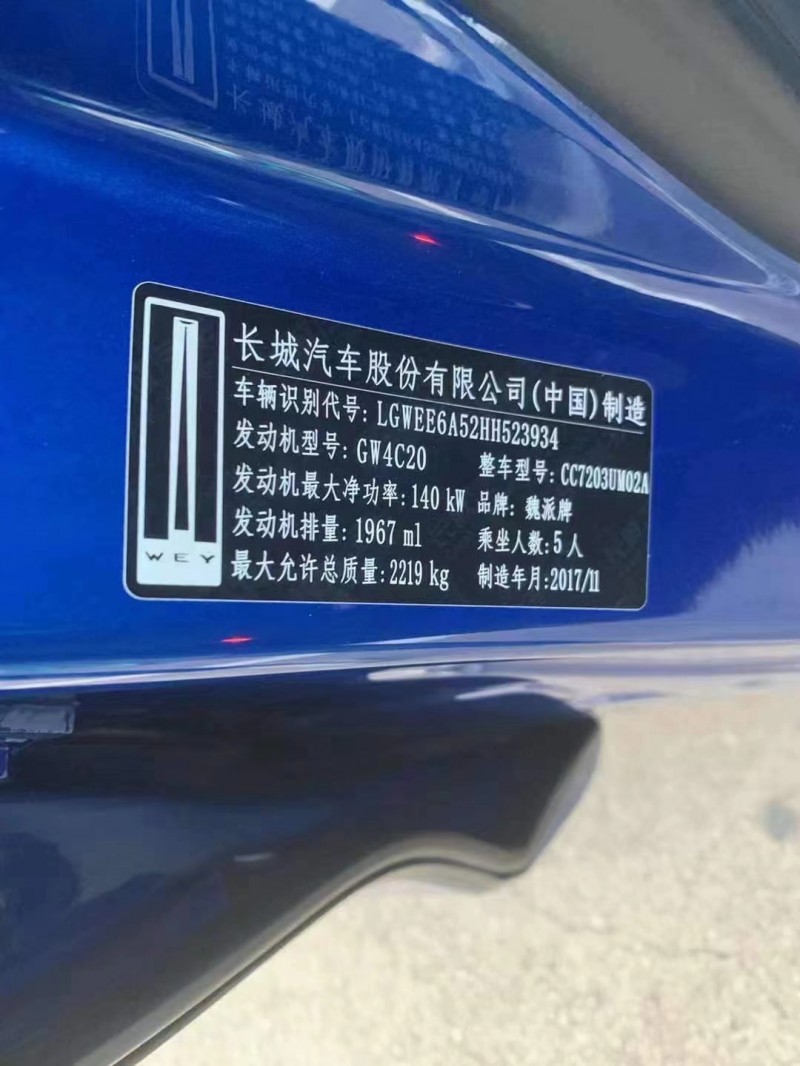 长城汽车股份有限公司(中国)制造
车辆识别代号: LGWEE6A52HH523934
发动机型号: GW4C20 整车型号: CC7203UM02A
发动机最大净功率: 140 kW 品牌: 魏派牌
发动机排量: 1967 ml 乘坐人数: 5 人
最大允许总质量: 2219 kg 制造年月: 2017/11
WEY